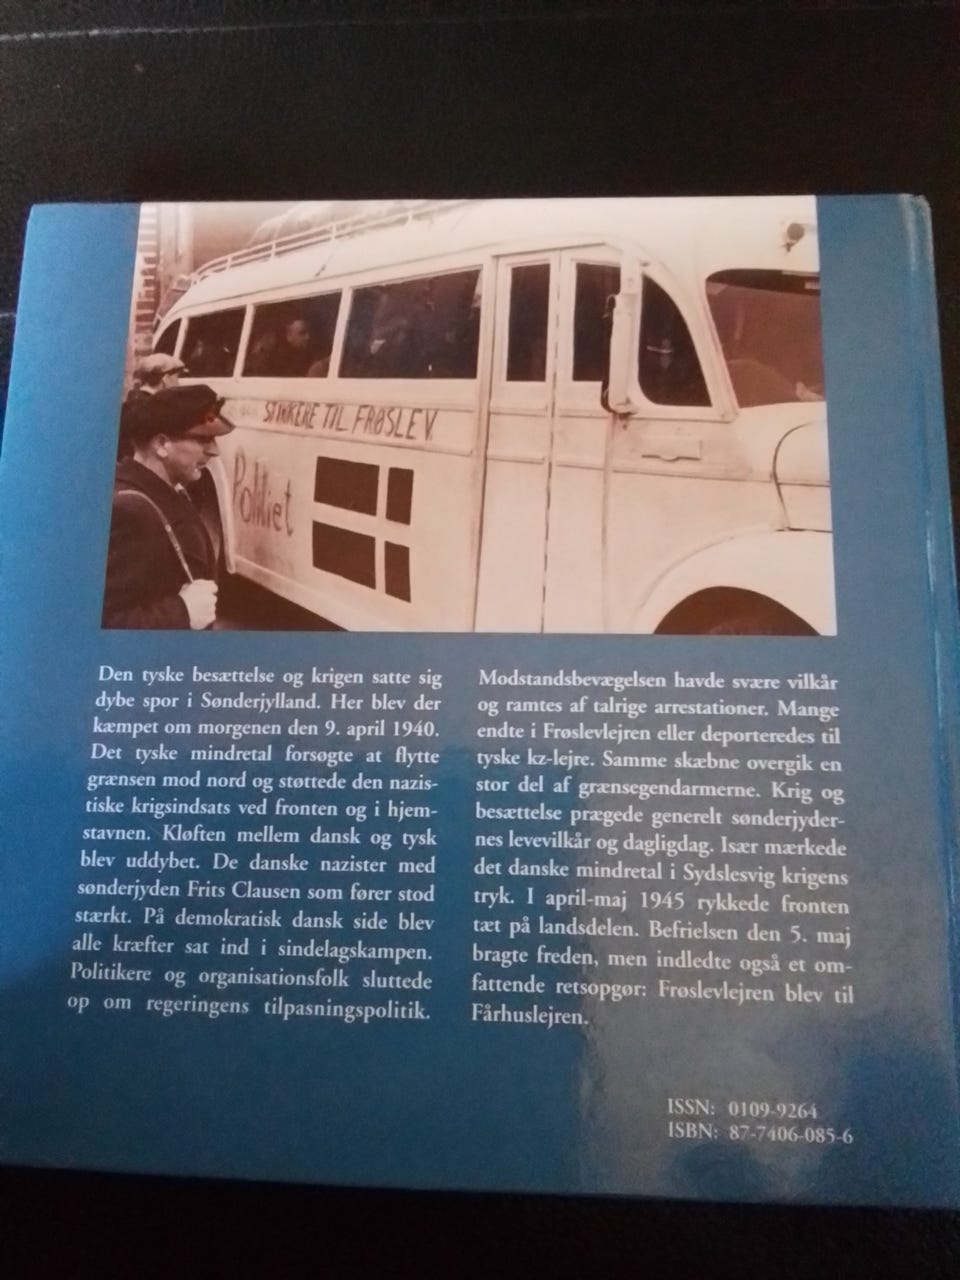 STIKKERE TIL FRØSLEV.
Politiet
Den tyske besættelse og krigen satte sig
dybe spor i Sønderjylland. Her blev der
kæmpet om morgenen den 9. april 1940.
Det tyske mindretal forsøgte at flytte
grænsen mod nord og støttede den nazis-
tiske krigsindsats ved fronten og i hjem-
stavnen. Kløften mellem dansk og tysk
blev uddybet. De danske nazister med
sønderjyden Frits Clausen som fører stod
stærkt. På demokratisk dansk side blev
alle kræfter sat ind i sindelagskampen.
Politikere og organisationsfolk sluttede
op om regeringens tilpasningspolitik.
Modstandsbevægelsen havde svære vilkår
og ramtes af talrige arrestationer. Mange
endte i Frøslevlejren eller deporteredes til
tyske kz-lejre. Samme skæbne overgik en
stor del af grænsegendarmerne. Krig og
besættelse prægede generelt sønderjyder-
nes levevilkår og dagligdag. Især mærkede
det danske mindretal i Sydslesvig krigens
tryk. I april-maj 1945 rykkede fronten
tæt på landsdelen. Befrielsen den 5. maj
bragte freden, men indledte også et om-
fattende retsopgør: Frøslevlejren blev til
Fårhuslejren.
ISSN: 0109-9264
ISBN: 87-7406-085-6